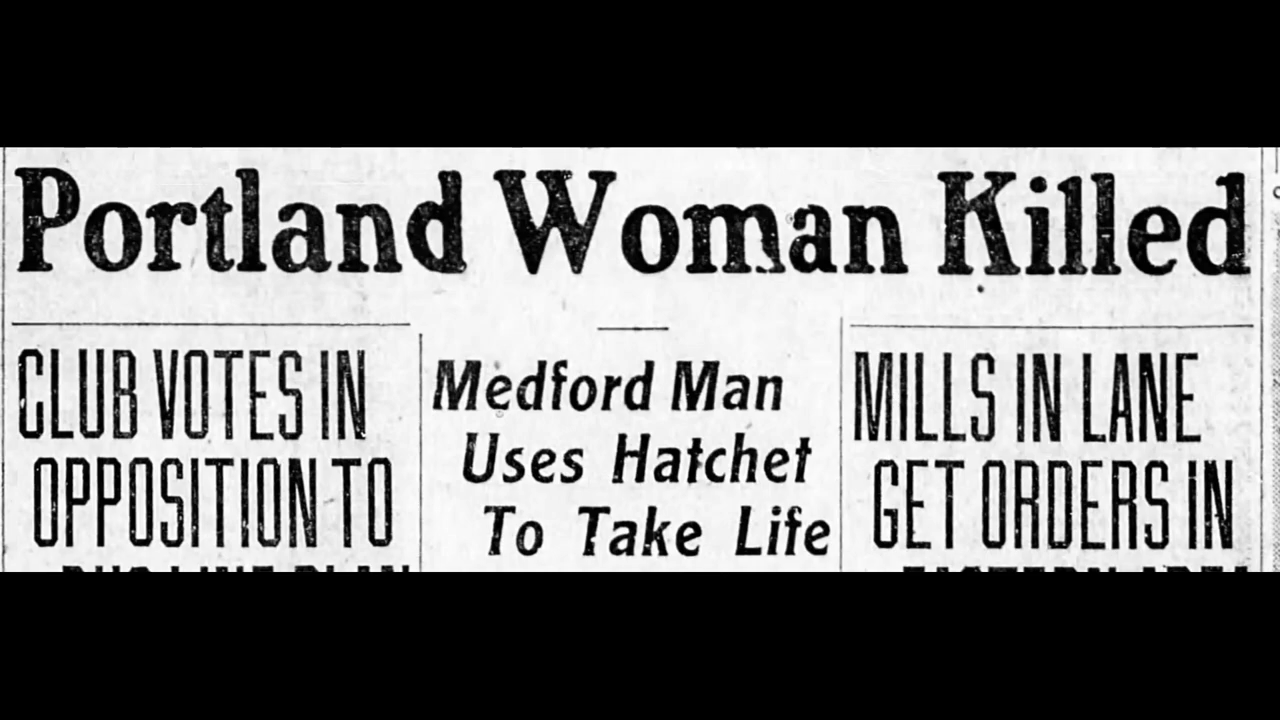 Portland Woman Killed
CLUB VOTES IN
OPPOSITION TO
Medford Man
Uses Hatchet
To Take Life
MILLS IN LANE
GET ORDERS IN